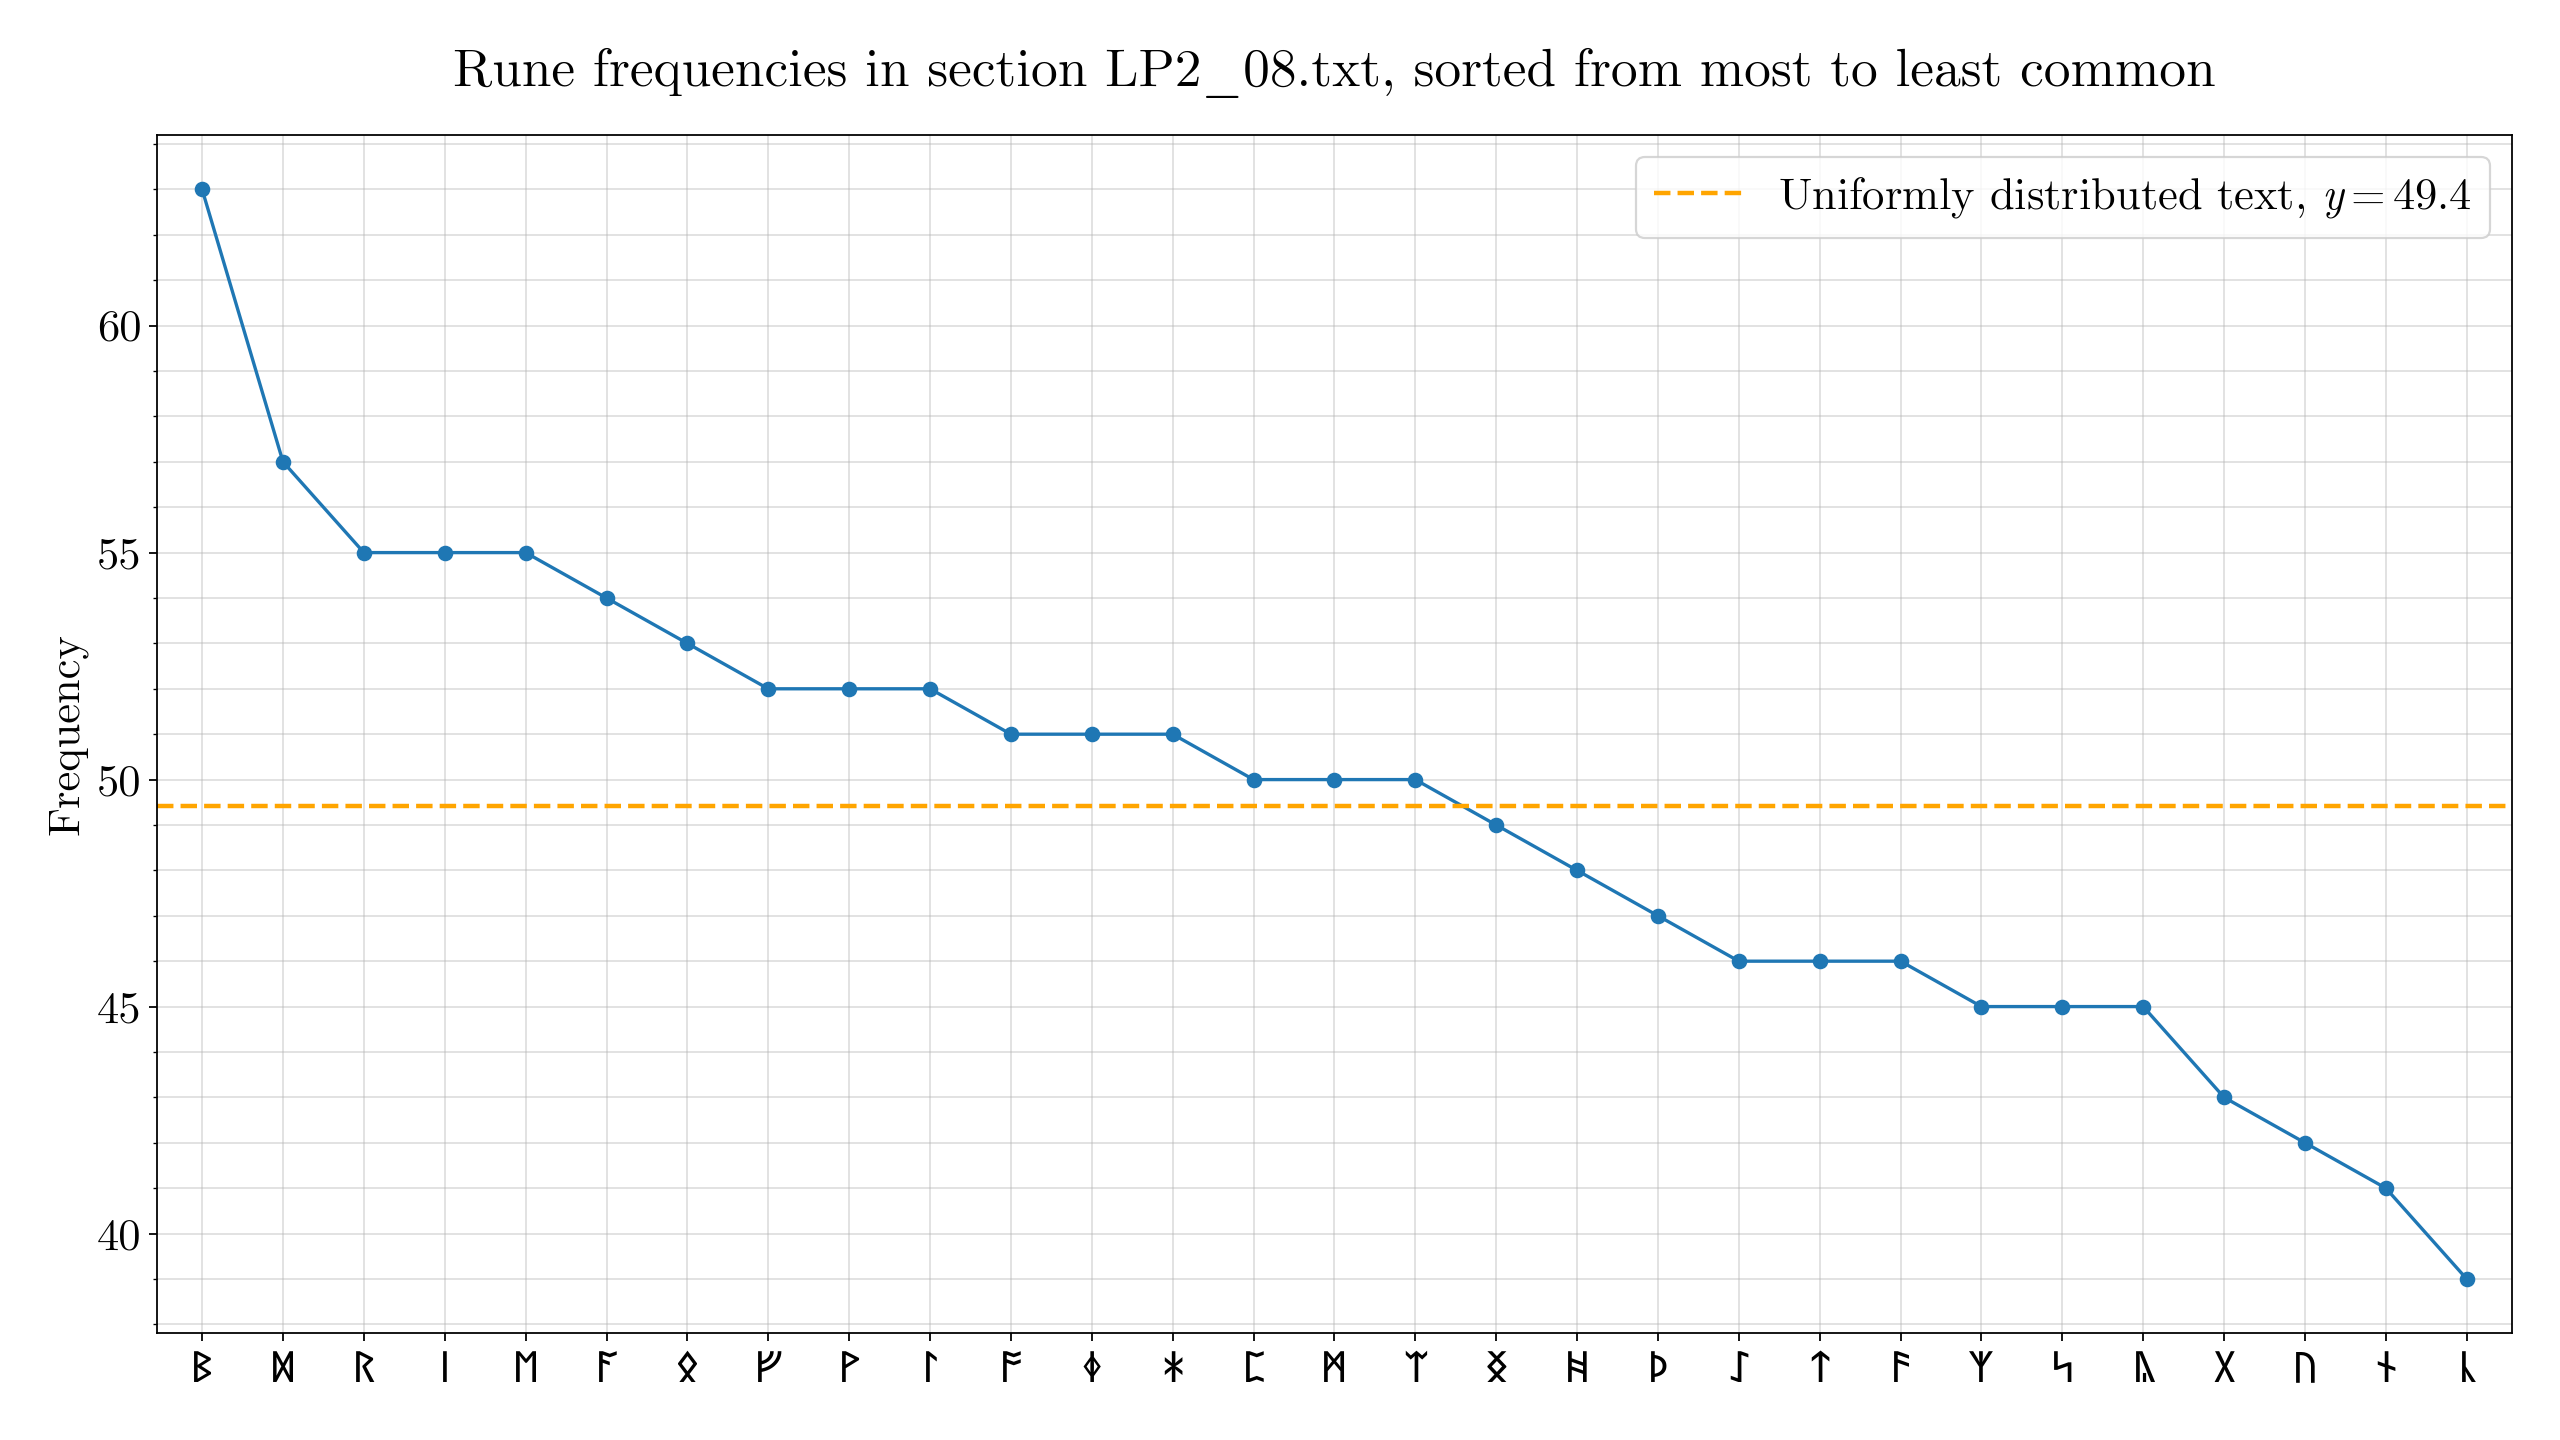 Rune frequencies in section LP2_08.txt, sorted from most to least common
Uniformly distributed text, y = 49.4
Frequency
60
55
50
45
40
ᛒ ᛞ ᚱ ᛁ ᛖ ᚪ ᛟ ᚠ ᚹ ᛚ ᚫ ᛄ ᛡ ᛈ ᛗ ᛠ ᛝ ᚻ ᚦ ᛇ ᛏ ᚩ ᛉ ᛋ ᚣ ᚷ ᚢ ᚾ ᚳ